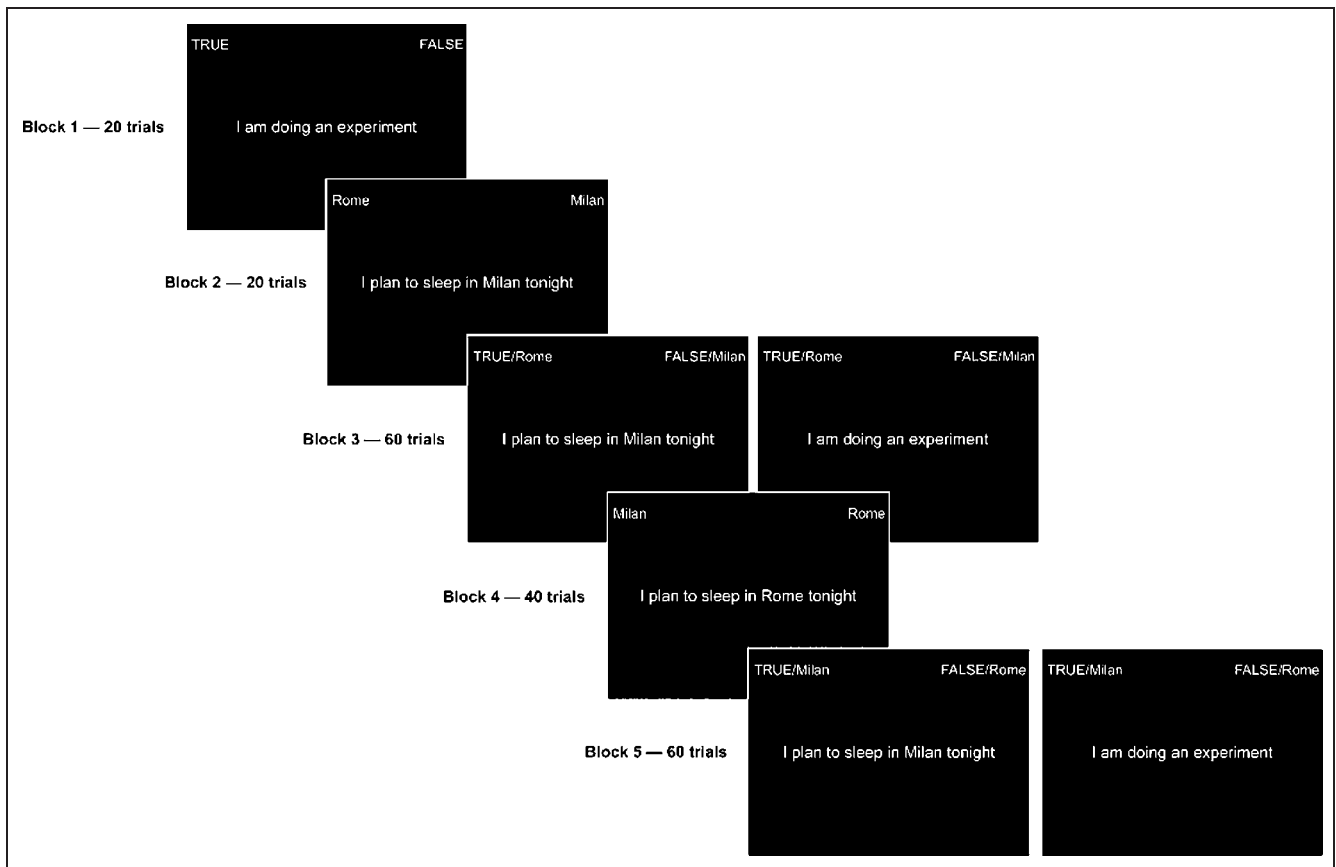 TRUE FALSE
Block 1 — 20 trials
I am doing an experiment
Rome Milan
Block 2 — 20 trials
I plan to sleep in Milan tonight
TRUE/Rome FALSE/Milan
TRUE/Rome FALSE/Milan
Block 3 — 60 trials
I plan to sleep in Milan tonight
I am doing an experiment
Milan Rome
Block 4 — 40 trials
I plan to sleep in Rome tonight
TRUE/Milan FALSE/Rome
TRUE/Milan FALSE/Rome
Block 5 — 60 trials
I plan to sleep in Milan tonight
I am doing an experiment